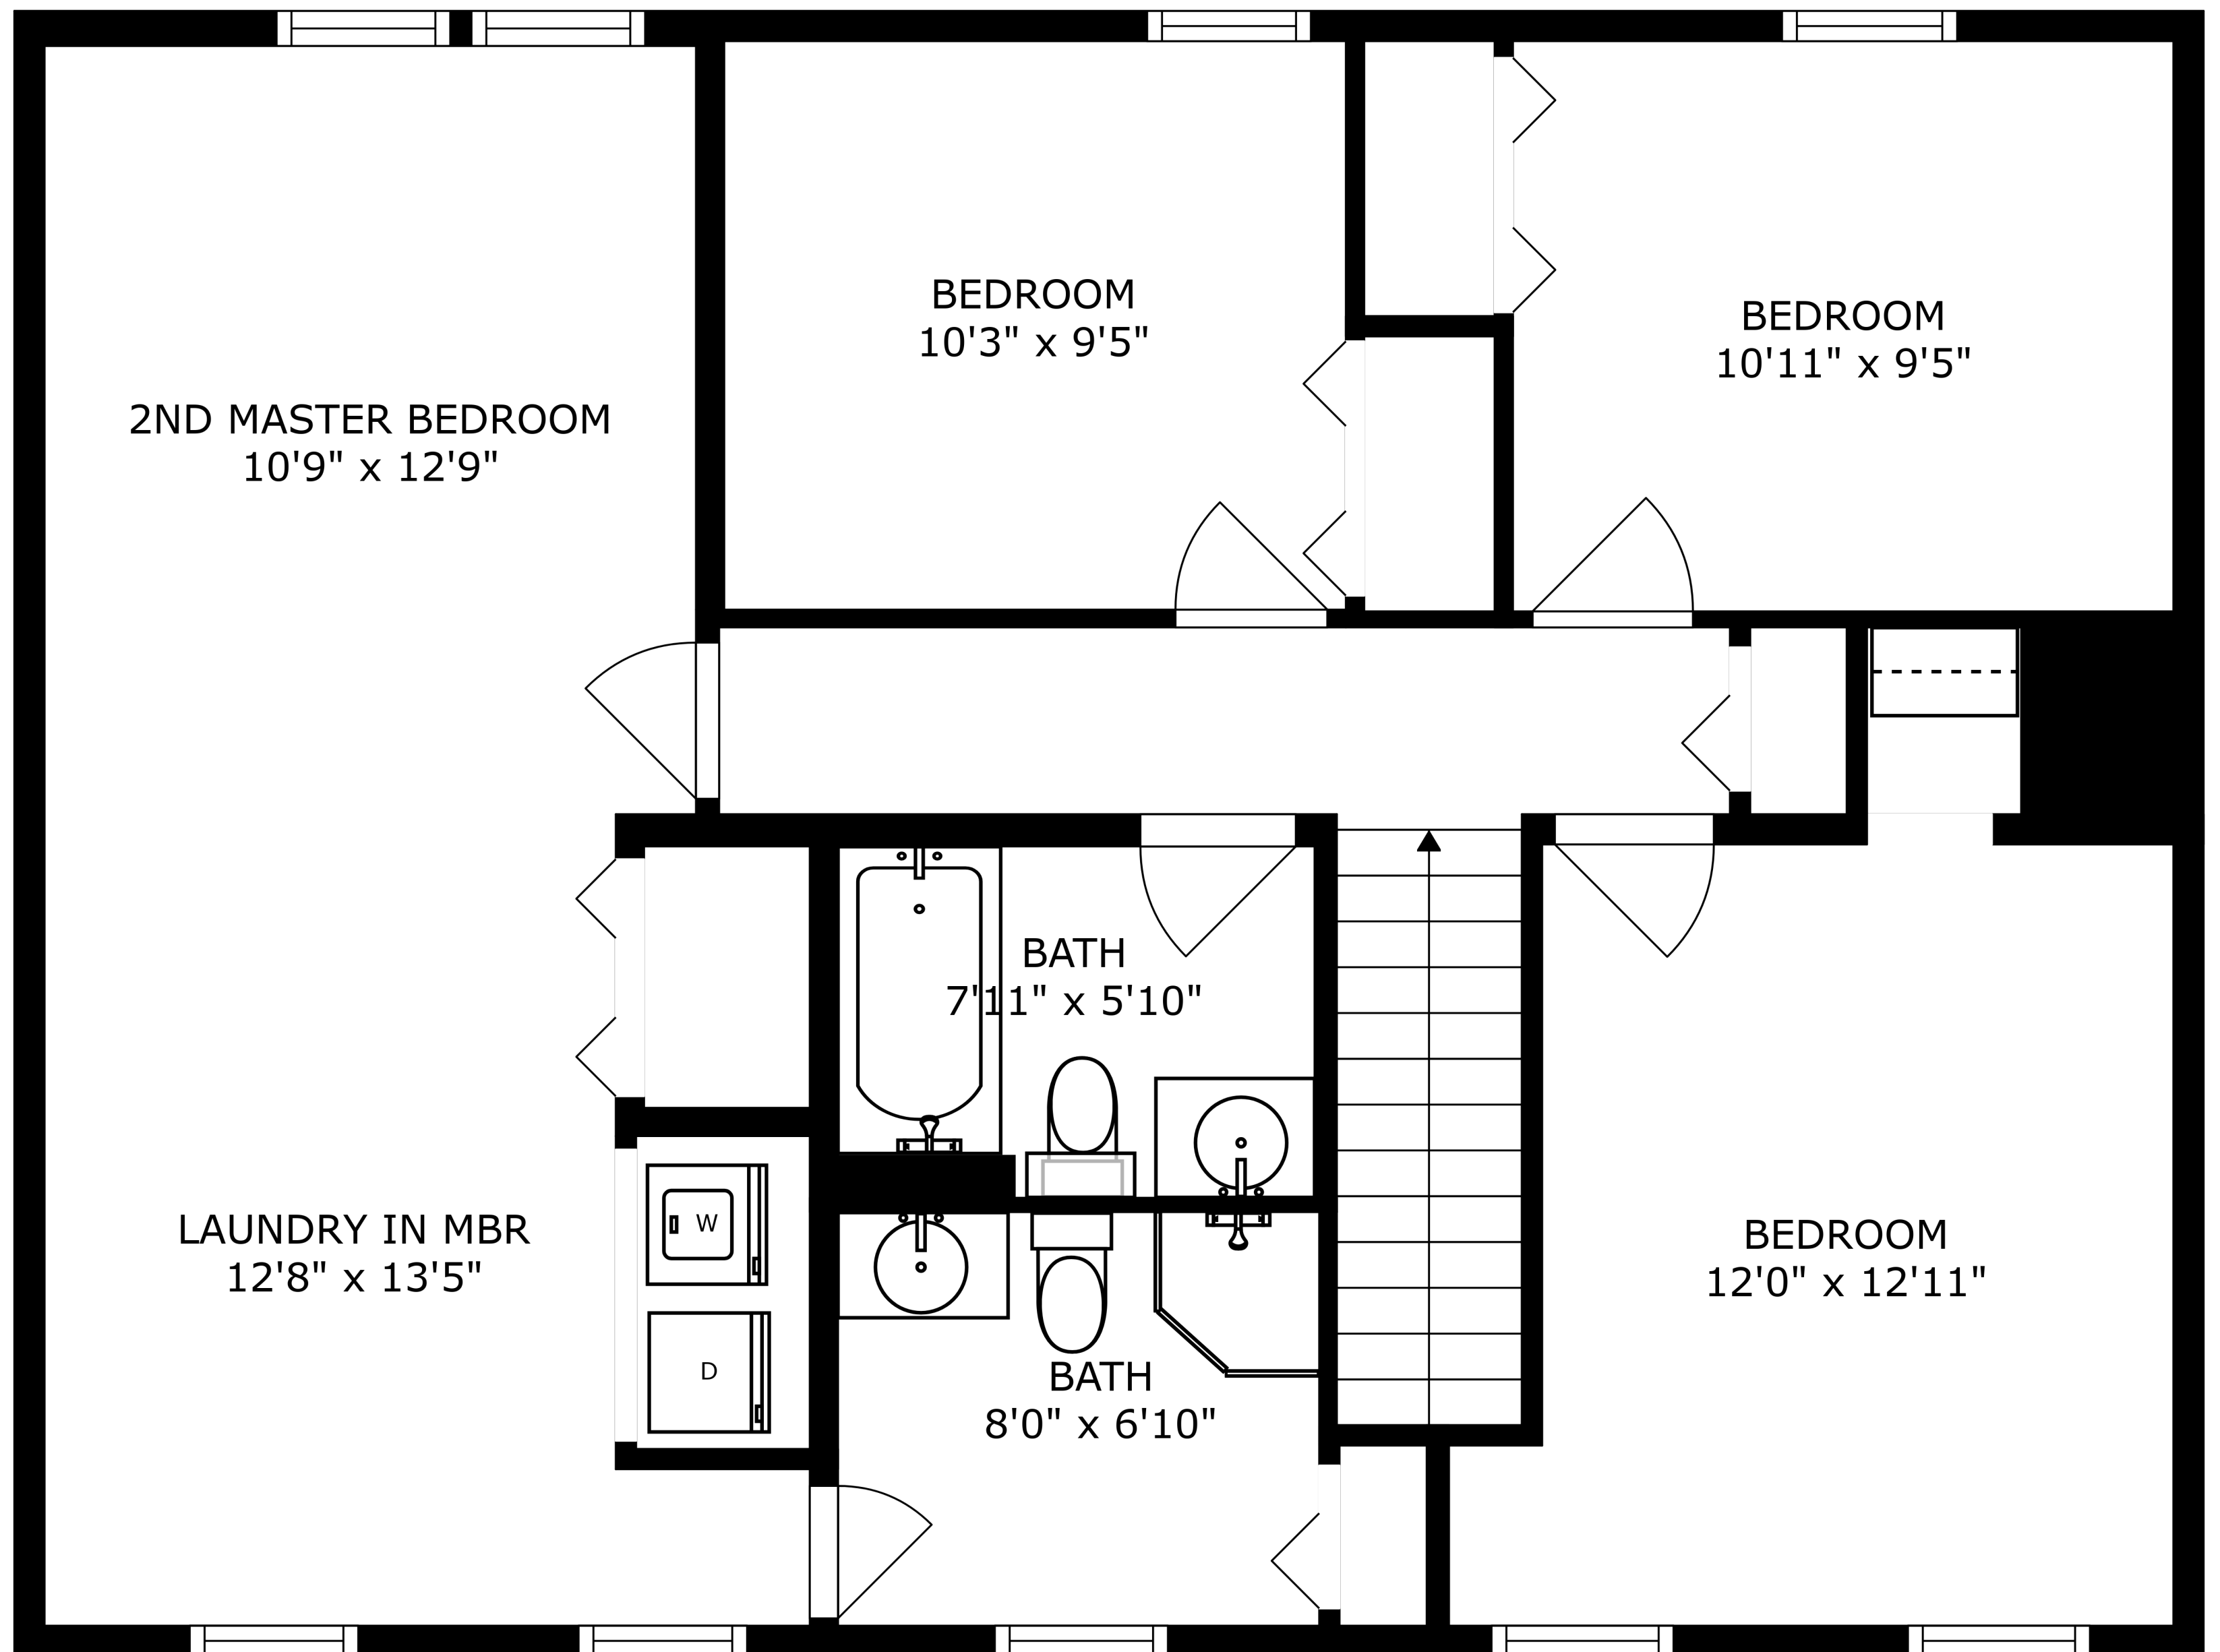 BEDROOM
10'3" x 9'5"
BEDROOM
10'11" x 9'5"
2ND MASTER BEDROOM
10'9" x 12'9"
BATH
7'11" x 5'10"
LAUNDRY IN MBR
12'8" x 13'5"
W
D
BEDROOM
12'0" x 12'11"
BATH
8'0" x 6'10"